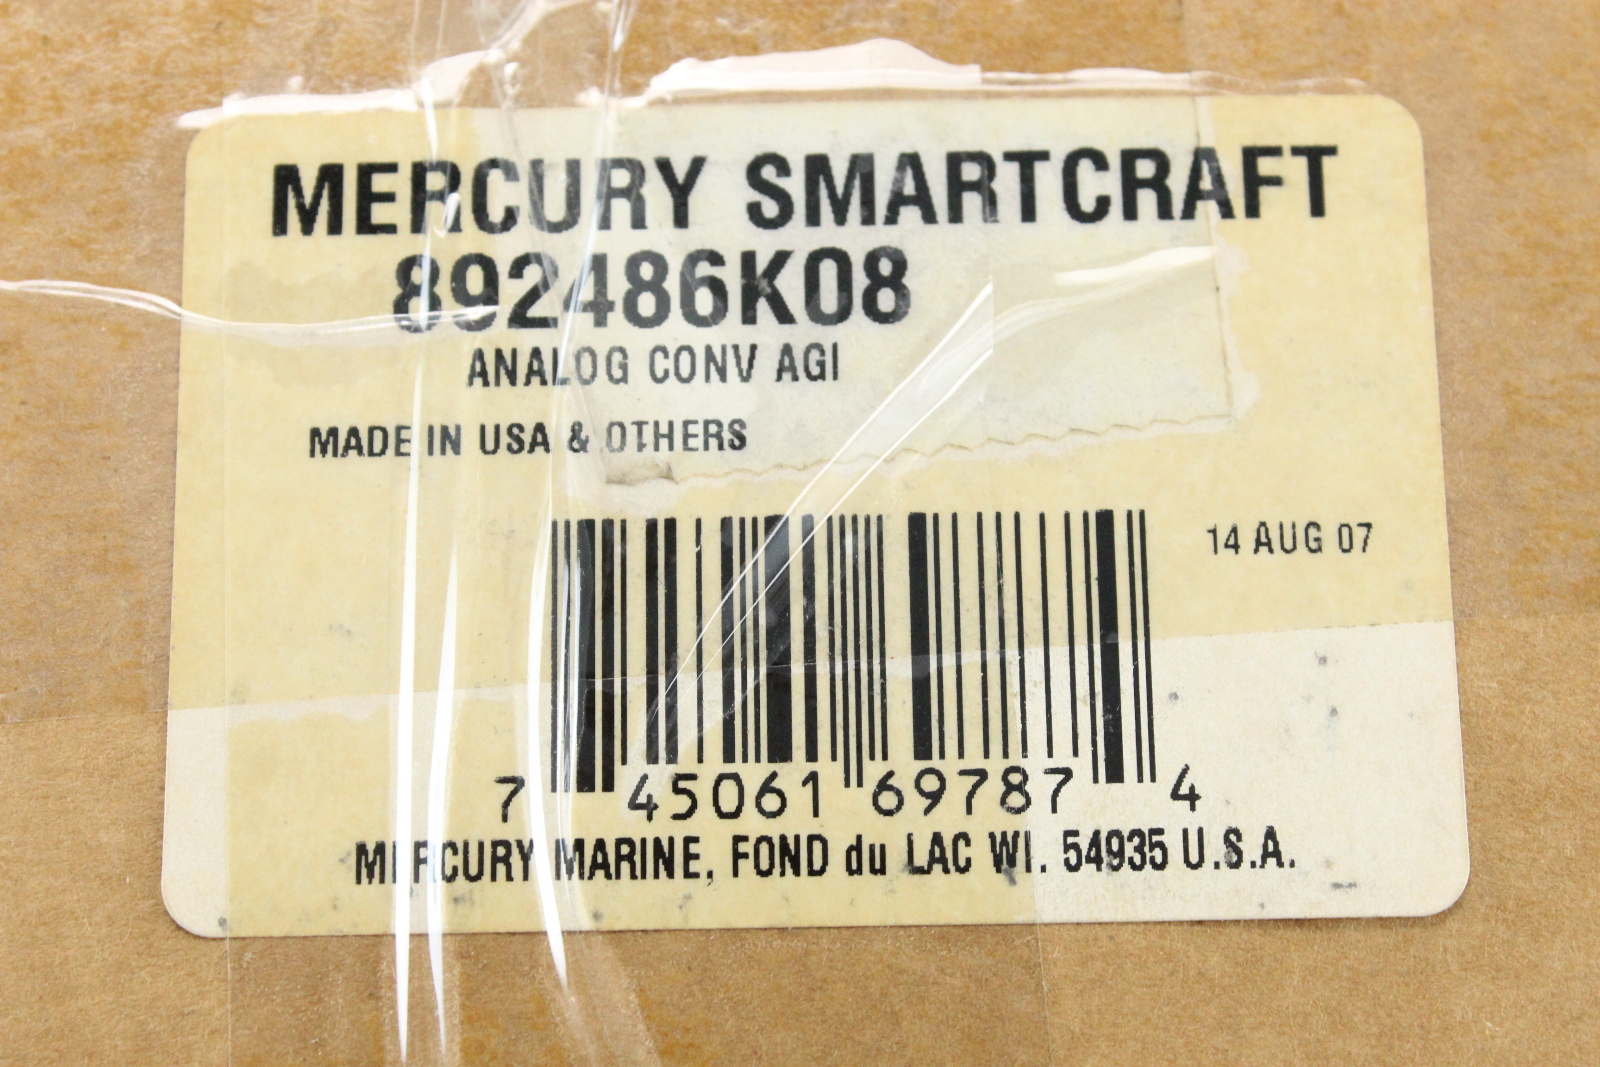 MERCURY SMARTCRAFT
892486K08
ANALOG CONV AGI
MADE IN USA & OTHERS
14 AUG 07
7 45061 69787 4
MERCURY MARINE, FOND du LAC WI. 54935 U.S.A.